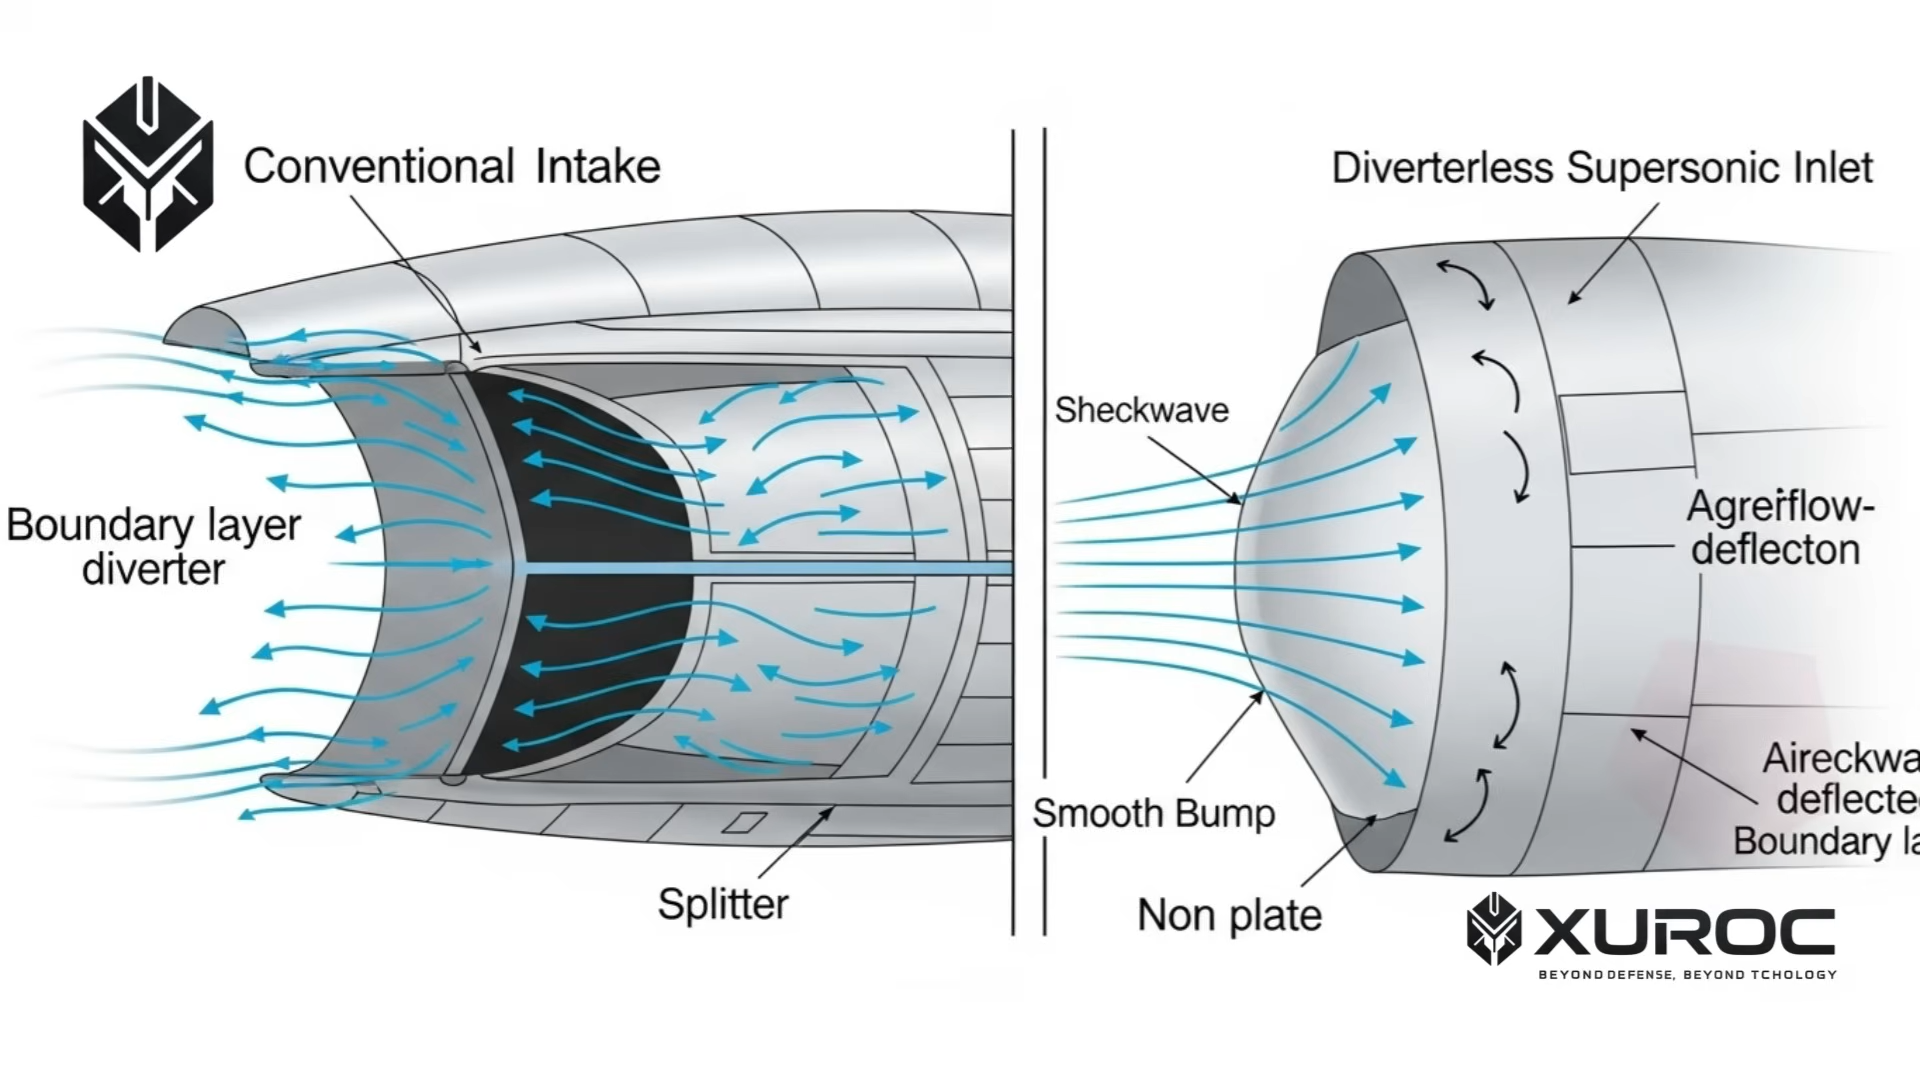 Conventional Intake
Boundary layer
diverter
Splitter
Diverterless Supersonic Inlet
Sheckwave
Agreiflow-
deflecton
Smooth Bump
Aireckwa
deflecte
Boundary la
Non plate
XUROC
BEYOND DEFENSE, BEYOND TCHOLOGY